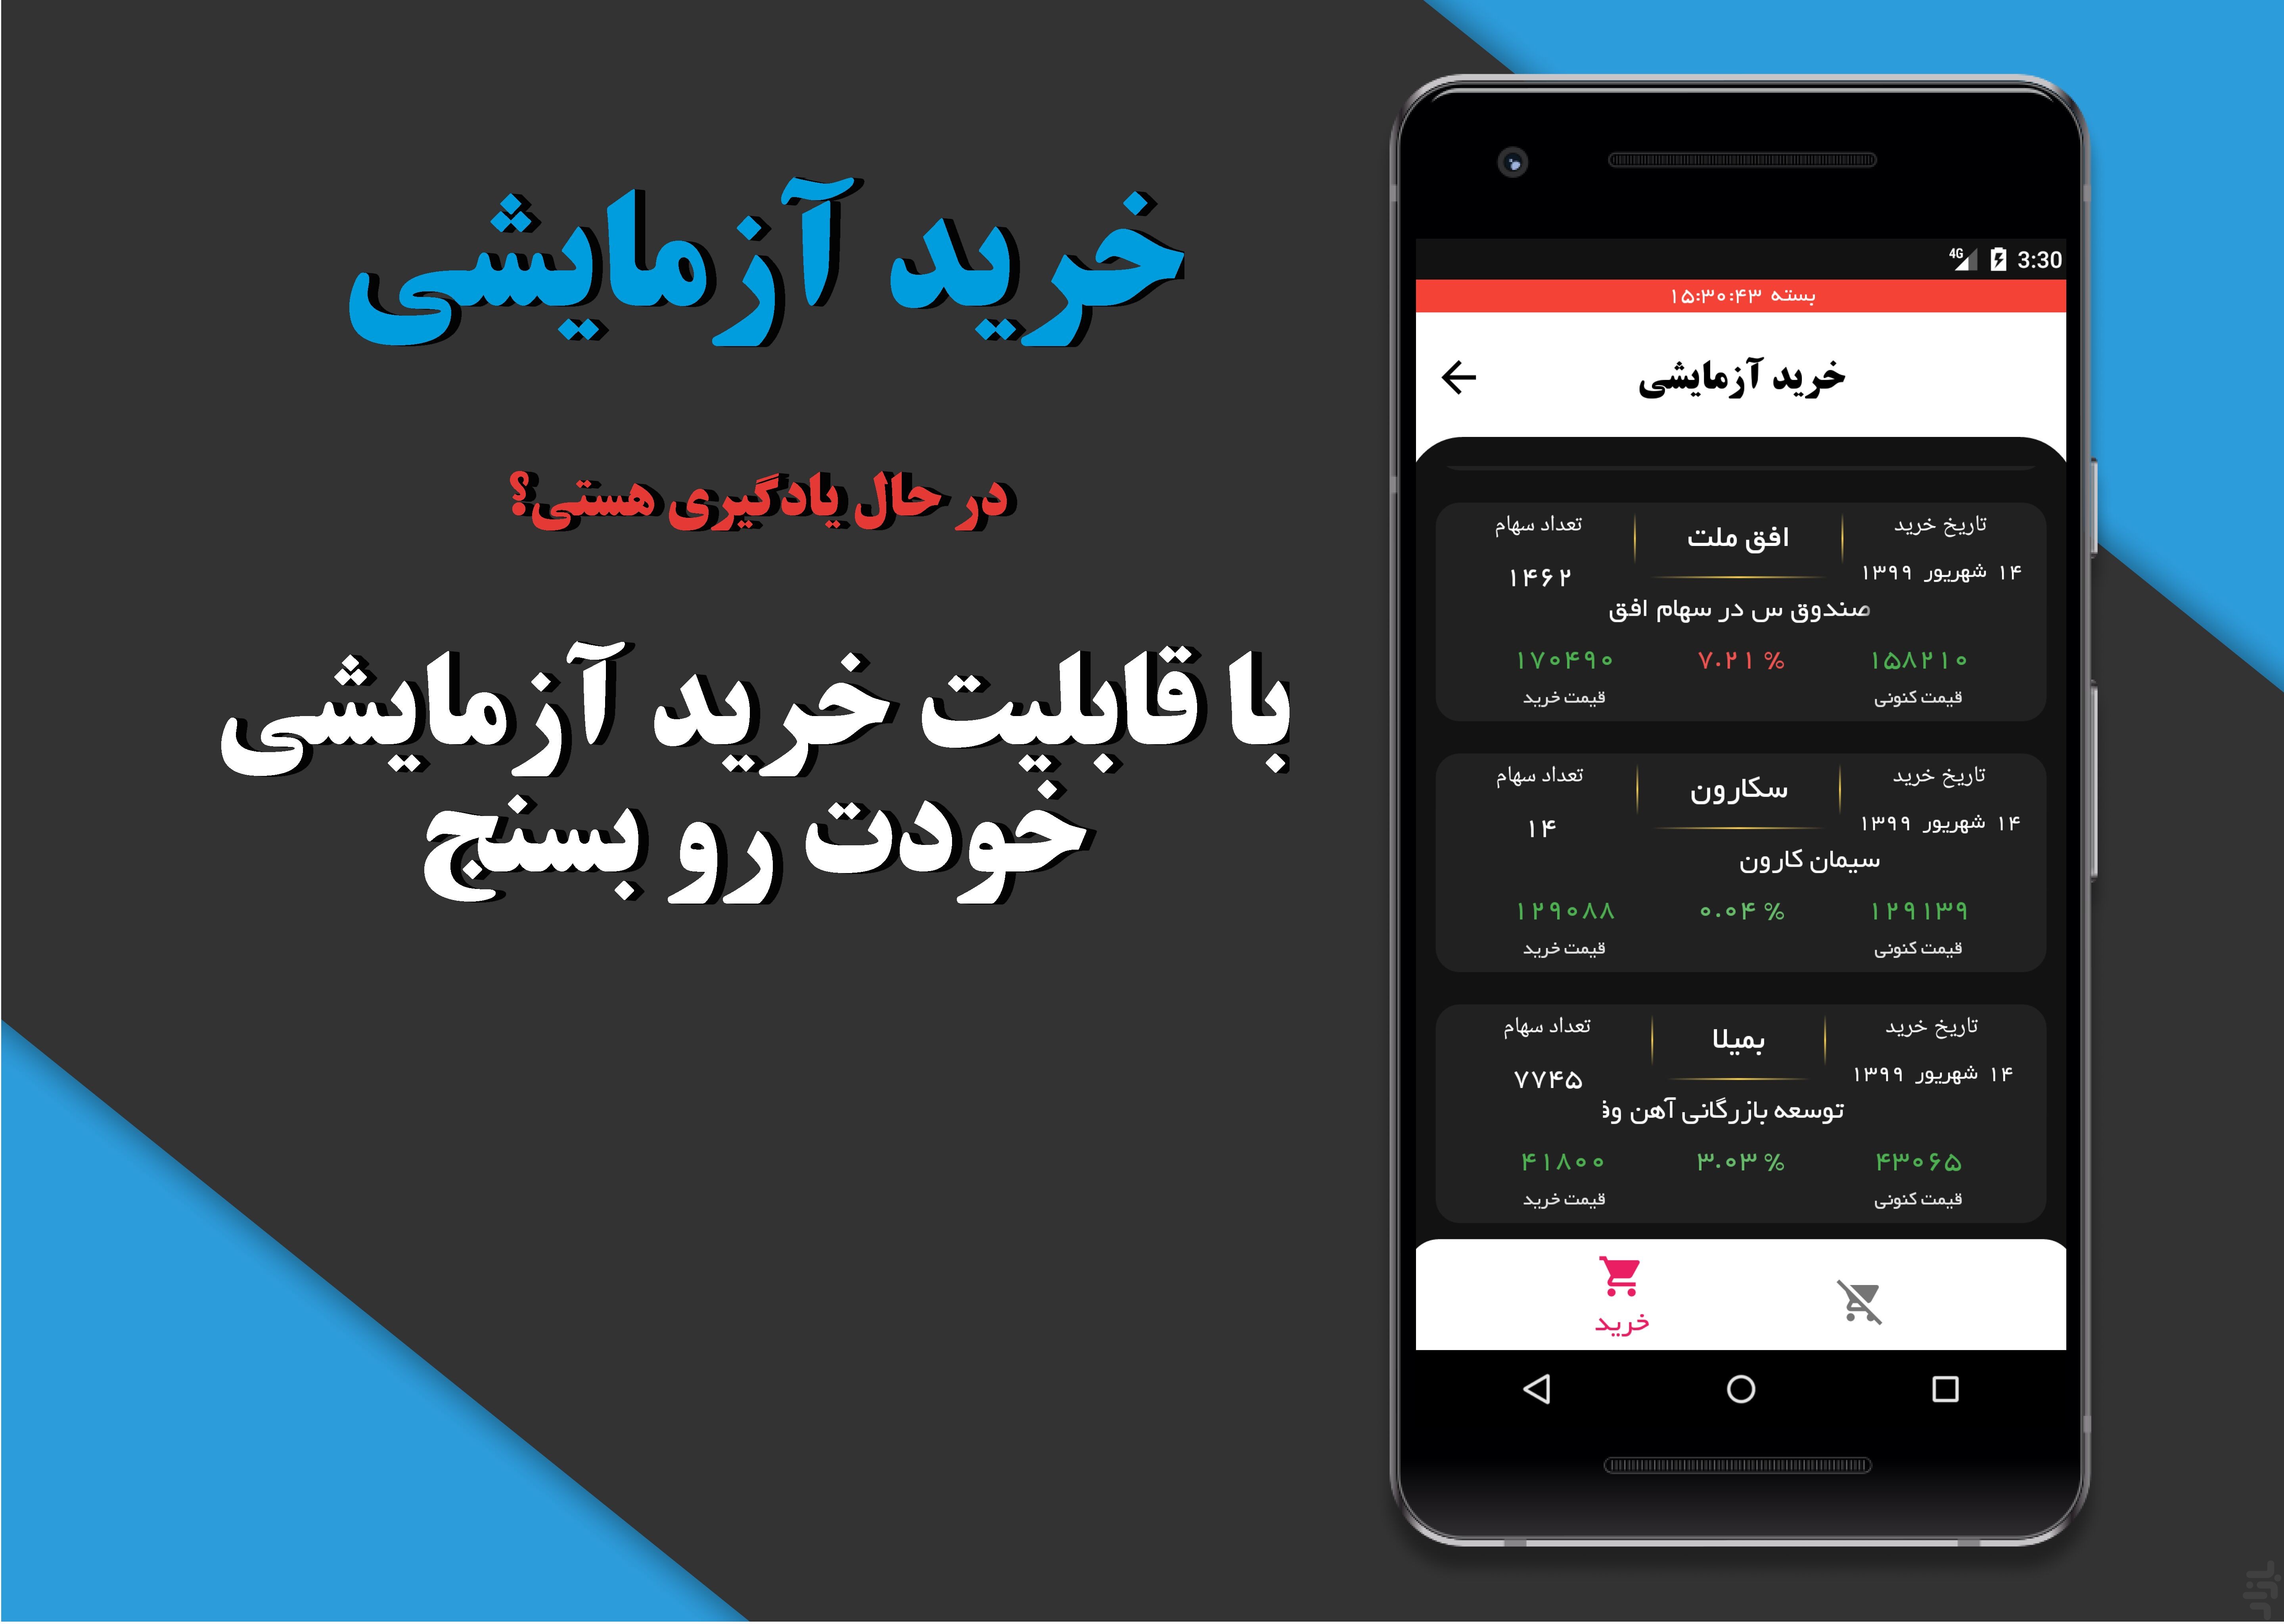 خرید آزمایشی
در حال یادگیری هستی؟
با قابلیت خرید آزمایشی
خودت رو بسنج
4G 3:30
بسته ۱۵:۳۰:۴۳
خرید آزمایشی
تاریخ خرید
افق ملت
تعداد سهام
۱۴ شهریور ۱۳۹۹
۱۴۶۲
صندوق س در سهام افق
۱۵۸۲۱۰
۷.۲۱ %
۱۷۰۴۹۰
قیمت کنونی
قیمت خرید
تاریخ خرید
سکارون
تعداد سهام
۱۴ شهریور ۱۳۹۹
۱۴
سیمان کارون
۱۲۹۱۳۹
۰.۰۴ %
۱۲۹۰۸۸
قیمت کنونی
قیمت خرید
تاریخ خرید
بمیلا
تعداد سهام
۱۴ شهریور ۱۳۹۹
۷۷۴۵
توسعه بازرگانی آهن وف
۴۳۰۶۵
۳.۰۳ %
۴۱۸۰۰
قیمت کنونی
قیمت خرید
خرید
بازار